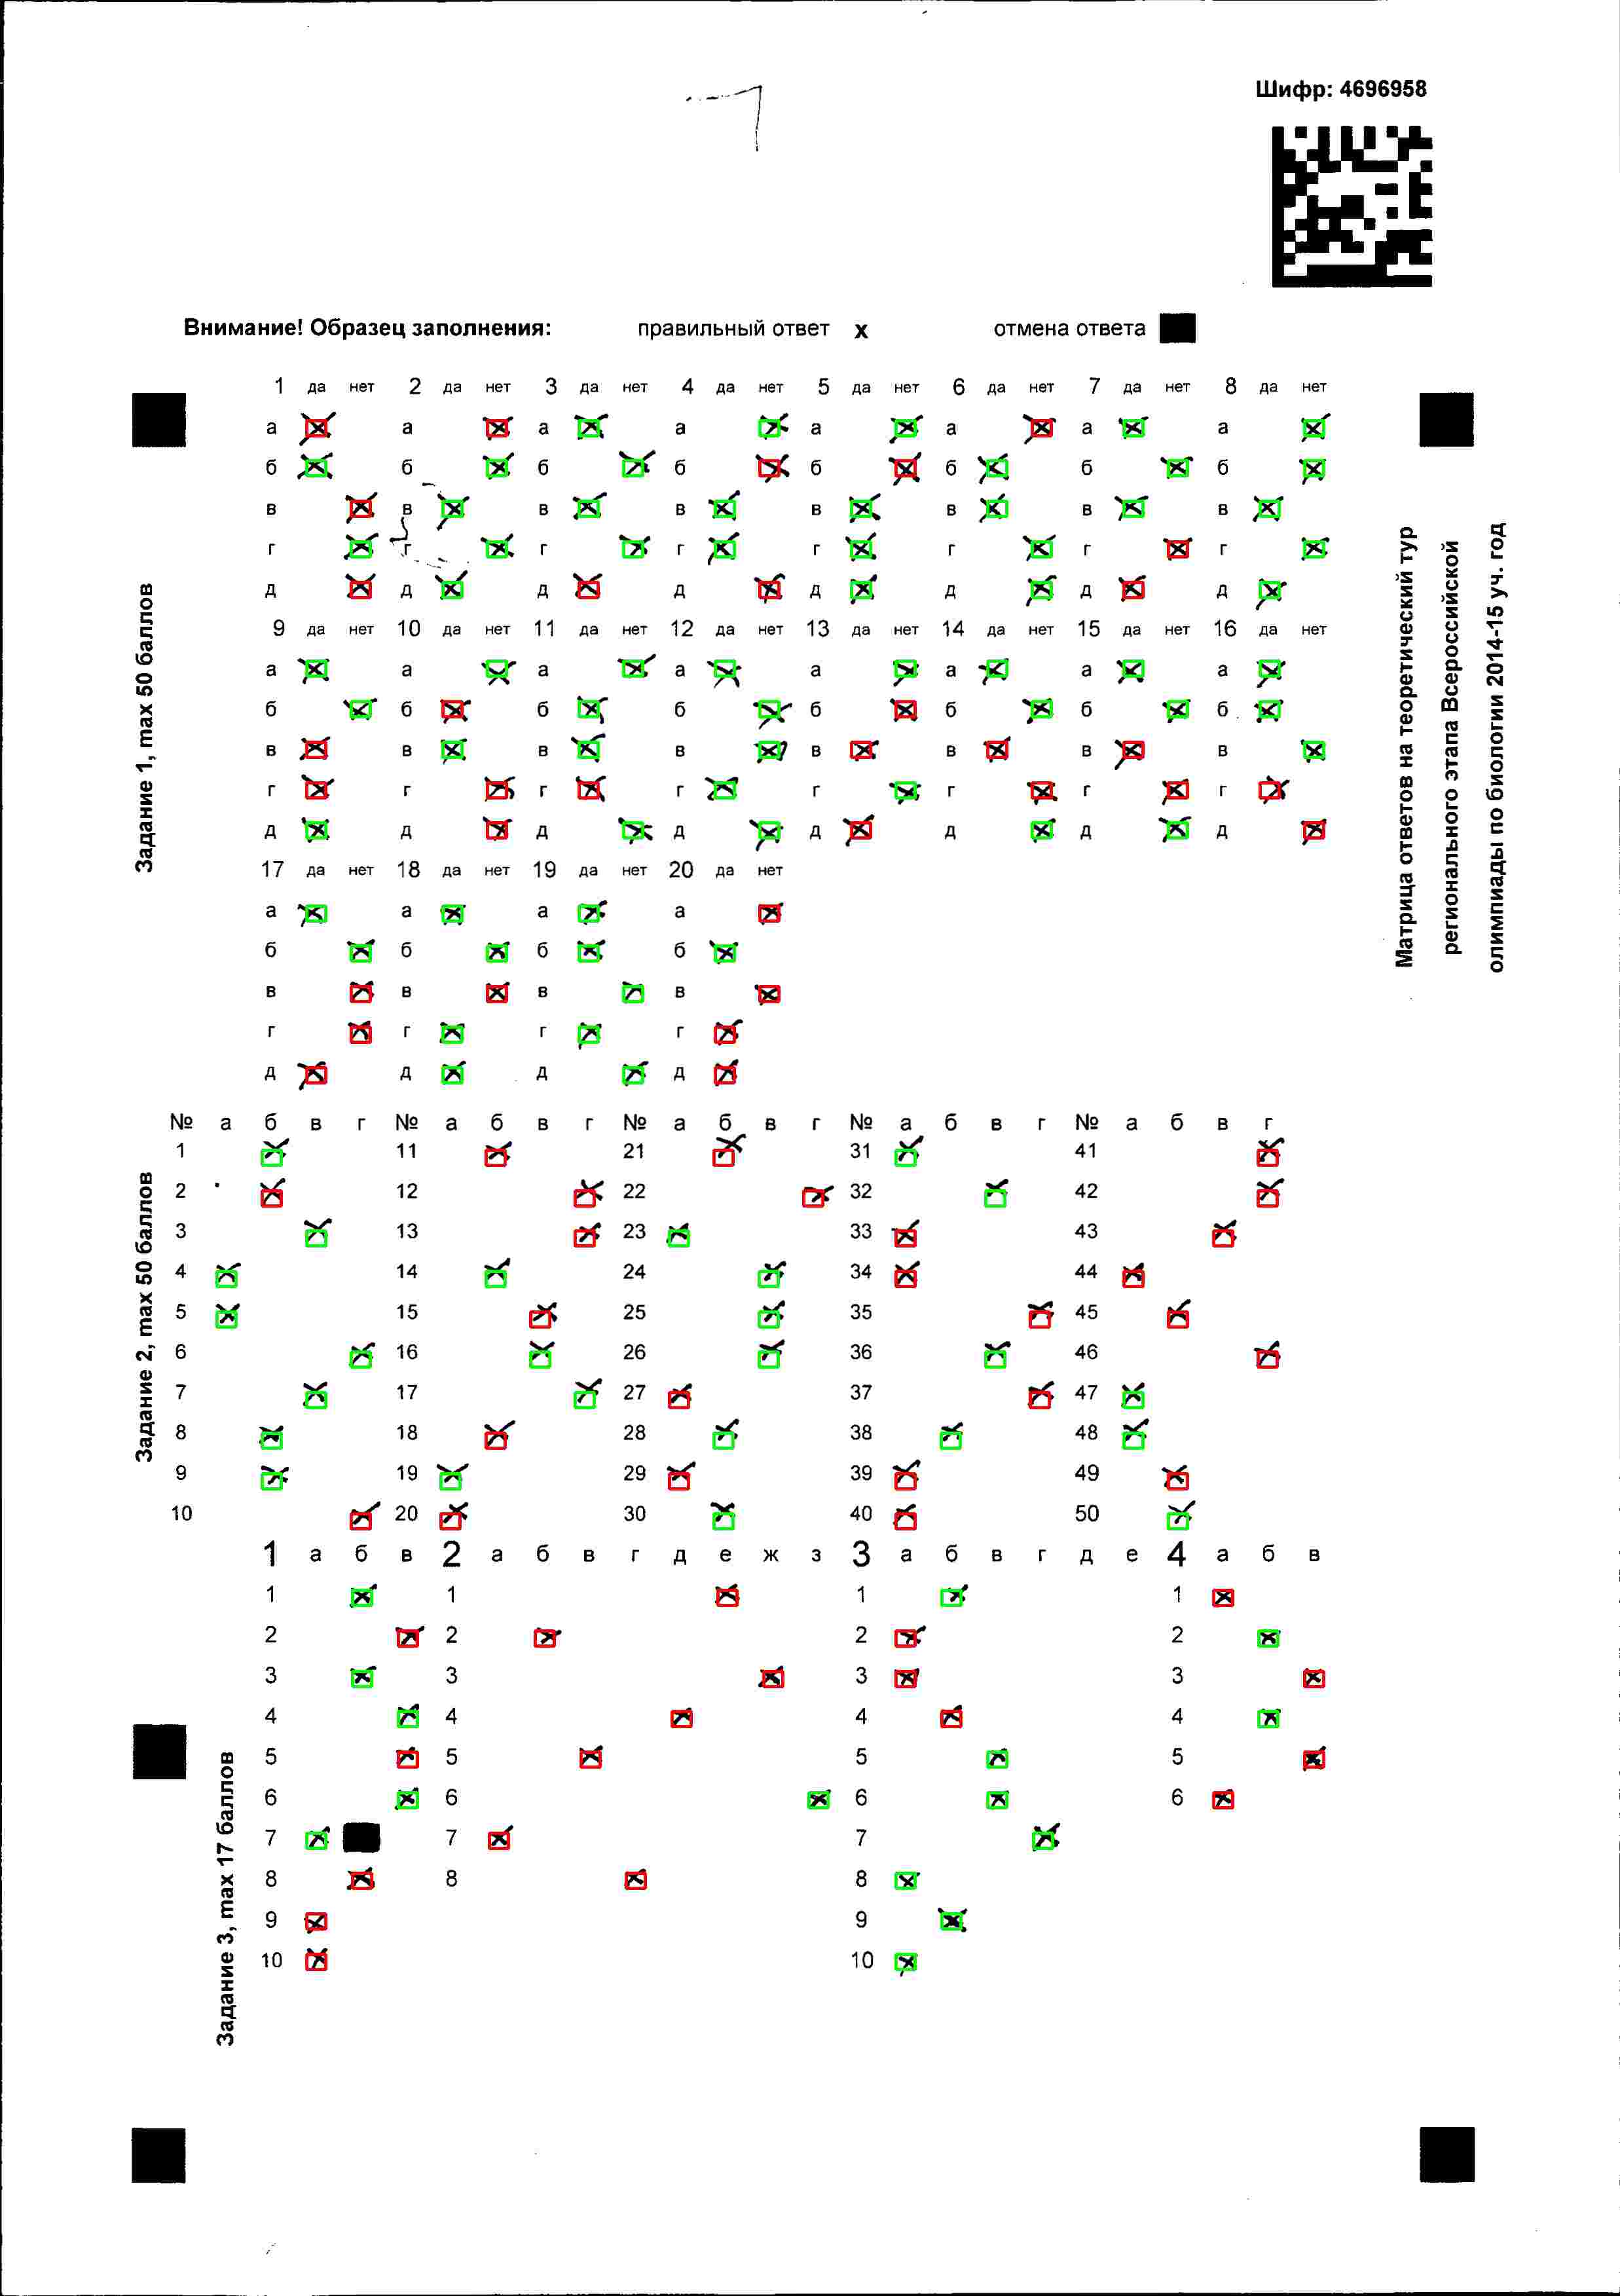 7
Шифр: 4696958
Внимание! Образец заполнения: правильный ответ x отмена ответа
1 да нет 2 да нет 3 да нет 4 да нет 5 да нет 6 да нет 7 да нет 8 да нет
а а а а а а а а
б б б б б б б б
в в в в в в в в
г г г г г г г г
д д д д д д д д
9 да нет 10 да нет 11 да нет 12 да нет 13 да нет 14 да нет 15 да нет 16 да нет
а а а а а а а а
б б б б б б б б
в в в в в в в в
г г г г г г г г
д д д д д д д д
17 да нет 18 да нет 19 да нет 20 да нет
а а а а
б б б б
в в в в
г г г г
д д д д
Задание 1, max 50 баллов
Матрица ответов на теоретический тур
регионального этапа Всероссийской
олимпиады по биологии 2014-15 уч. год
№ а б в г № а б в г № а б в г № а б в г № а б в г
1 11 21 31 41
2 12 22 32 42
3 13 23 33 43
4 14 24 34 44
5 15 25 35 45
6 16 26 36 46
7 17 27 37 47
8 18 28 38 48
9 19 29 39 49
10 20 30 40 50
Задание 2, max 50 баллов
1 а б в 2 а б в г д е ж з 3 а б в г д е 4 а б в
1 1 1 1
2 2 2 2
3 3 3 3
4 4 4 4
5 5 5 5
6 6 6 6
7 7 7
8 8 8
9 9
10 10
Задание 3, max 17 баллов